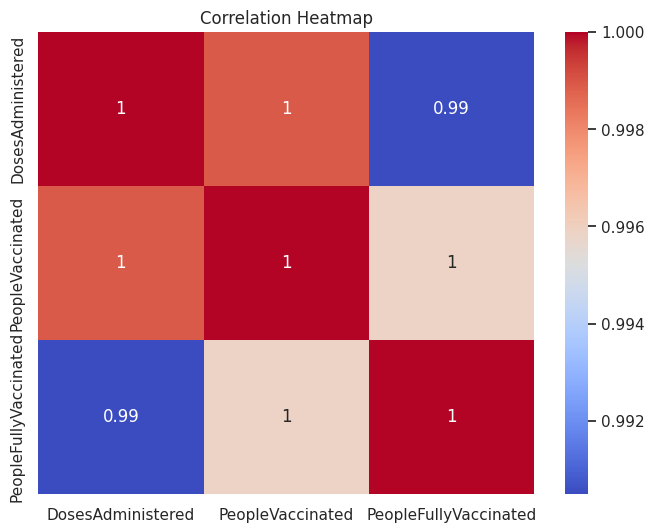 Correlation Heatmap
DosesAdministered
PeopleVaccinated
PeopleFullyVaccinated
1
1
0.99
1
1
1
0.99
1
1
DosesAdministered
PeopleVaccinated
PeopleFullyVaccinated
1.000
0.998
0.996
0.994
0.992